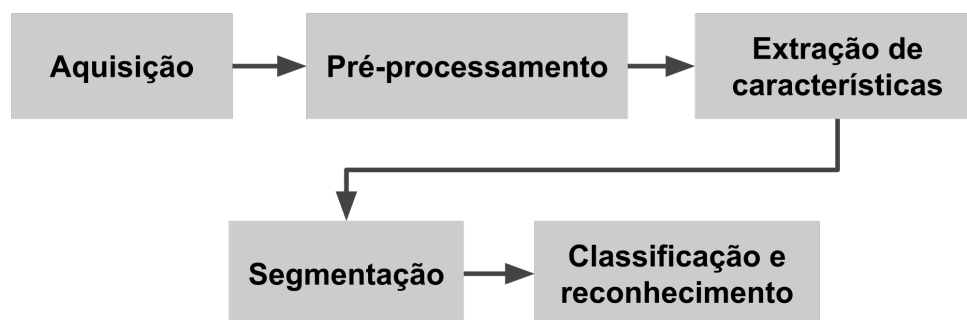 Aquisição
Pré-processamento
Extração de
características
Segmentação
Classificação e
reconhecimento